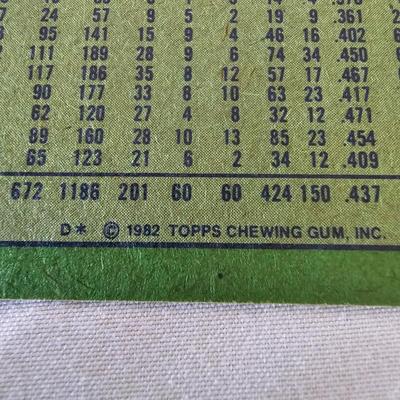 24 57 9 5 2 19 9 .361
95 141 15 9 4 46 16 .402
111 189 28 9 6 74 34 .450
117 186 35 8 12 57 17 .467
90 177 33 8 10 63 23 .417
62 120 27 4 8 34 12 .471
89 160 28 10 13 85 23 .454
65 123 21 6 2 34 12 .409
672 1186 201 60 60 424 150 .437
D* © 1982 TOPPS CHEWING GUM, INC.